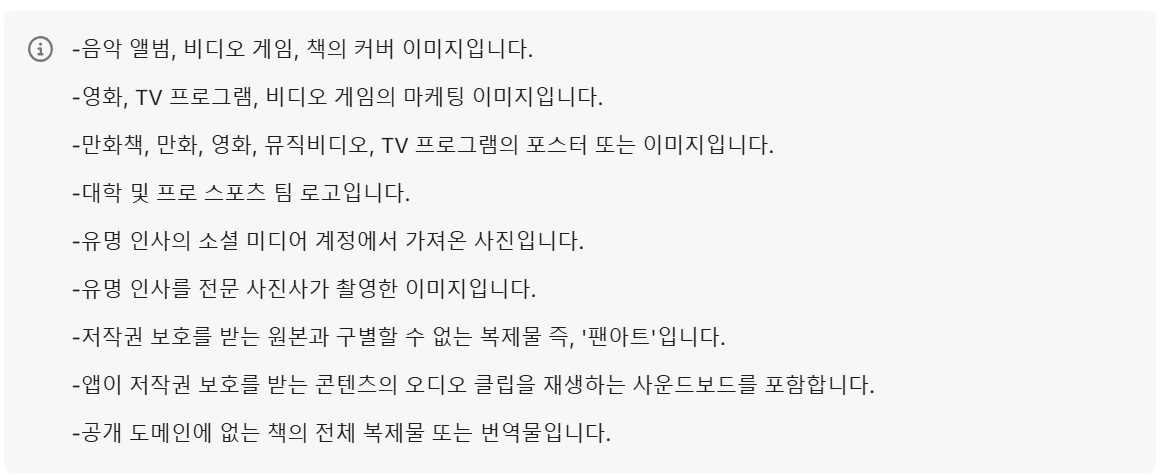 -음악 앨범, 비디오 게임, 책의 커버 이미지입니다.
-영화, TV 프로그램, 비디오 게임의 마케팅 이미지입니다.
-만화책, 만화, 영화, 뮤직비디오, TV 프로그램의 포스터 또는 이미지입니다.
-대학 및 프로 스포츠 팀 로고입니다.
-유명 인사의 소셜 미디어 계정에서 가져온 사진입니다.
-유명 인사를 전문 사진사가 촬영한 이미지입니다.
-저작권 보호를 받는 원본과 구별할 수 없는 복제물 즉, '팬아트'입니다.
-앱이 저작권 보호를 받는 콘텐츠의 오디오 클립을 재생하는 사운드보드를 포함합니다.
-공개 도메인에 없는 책의 전체 복제물 또는 번역물입니다.